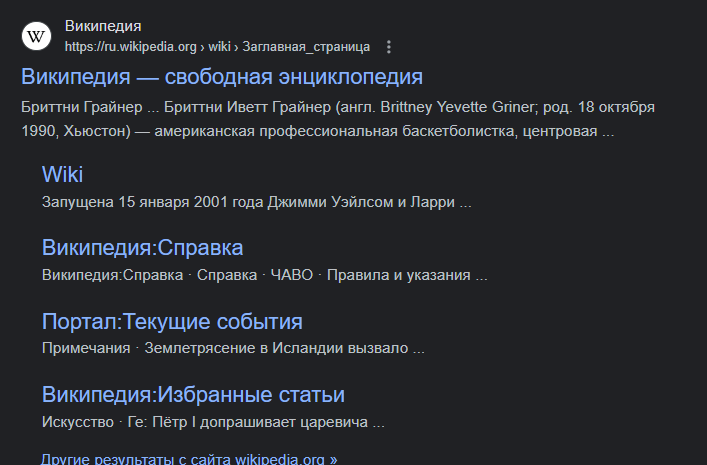 W
Википедия
https://ru.wikipedia.org › wiki › Заглавная_страница
Википедия — свободная энциклопедия
Бриттни Грайнер ... Бриттни Иветт Грайнер (англ. Brittney Yevette Griner; род. 18 октября
1990, Хьюстон) — американская профессиональная баскетболистка, центровая ...
Wiki
Запущена 15 января 2001 года Джимми Уэйлсом и Ларри ...
Википедия:Справка
Википедия:Справка · Справка · ЧАВО · Правила и указания ...
Портал:Текущие события
Примечания · Землетрясение в Исландии вызвало ...
Википедия:Избранные статьи
Искусство · Ге: Пётр I допрашивает царевича ...
Другие результаты с сайта wikipedia.org »